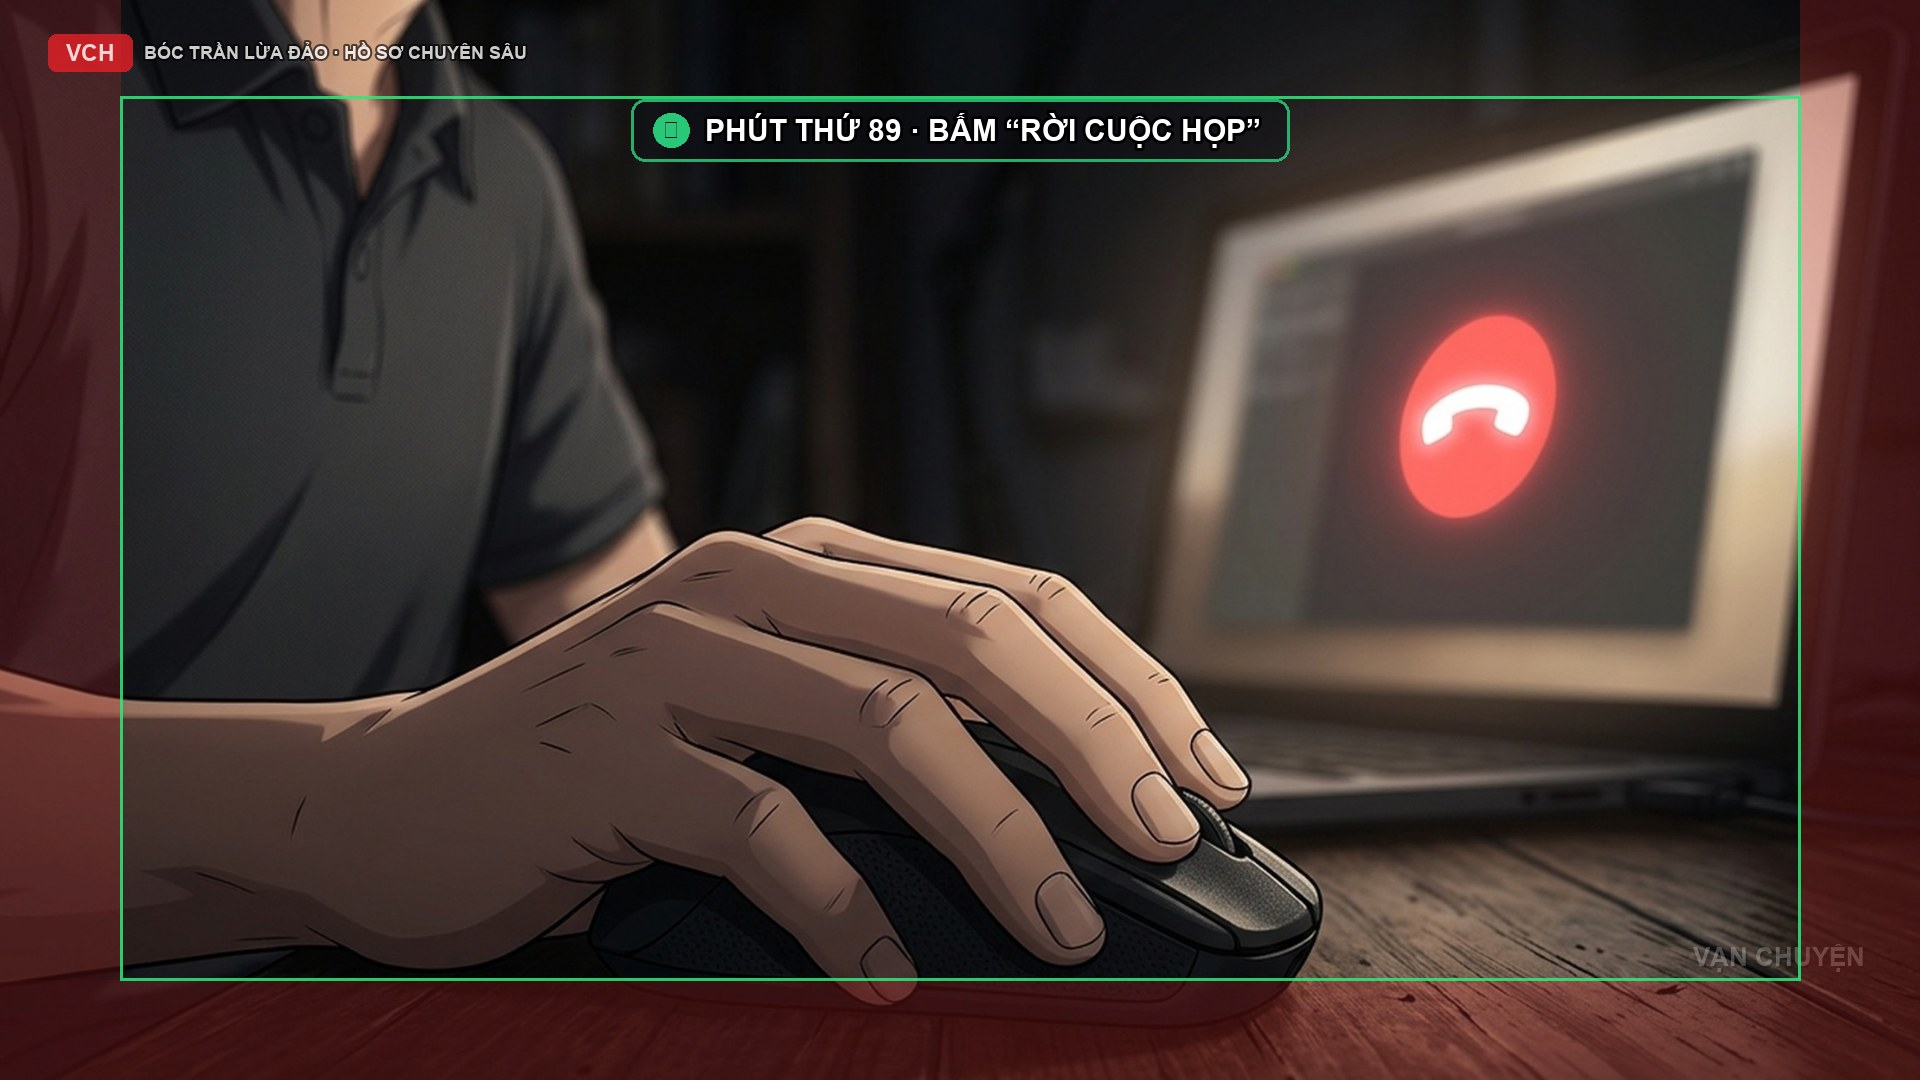 VCH BÓC TRẦN LỪA ĐẢO · HỒ SƠ CHUYÊN SÂU
PHÚT THỨ 89 · BẤM “RỜI CUỘC HỌP”
VẠN CHUYỆN